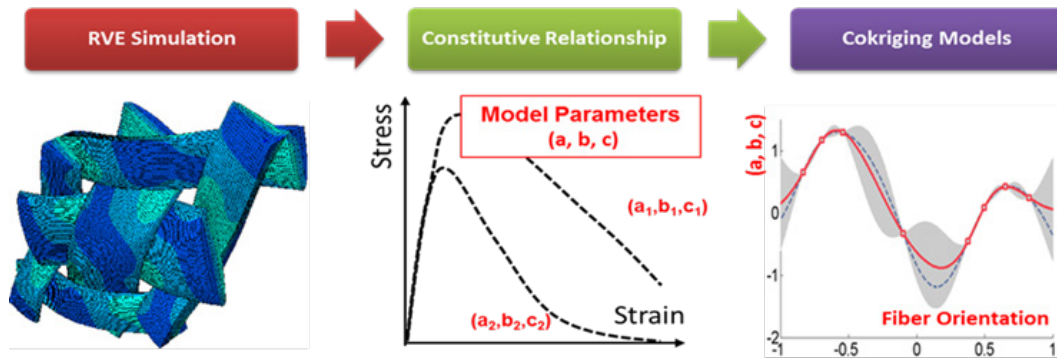 RVE Simulation
Constitutive Relationship
Cokriging Models
Stress
Model Parameters
(a, b, c)
(a₁,b₁,c₁)
(a₂,b₂,c₂)
Strain
(a, b, c)
1
0
-1
-2
Fiber Orientation
-1
-0.5
0
0.5
1